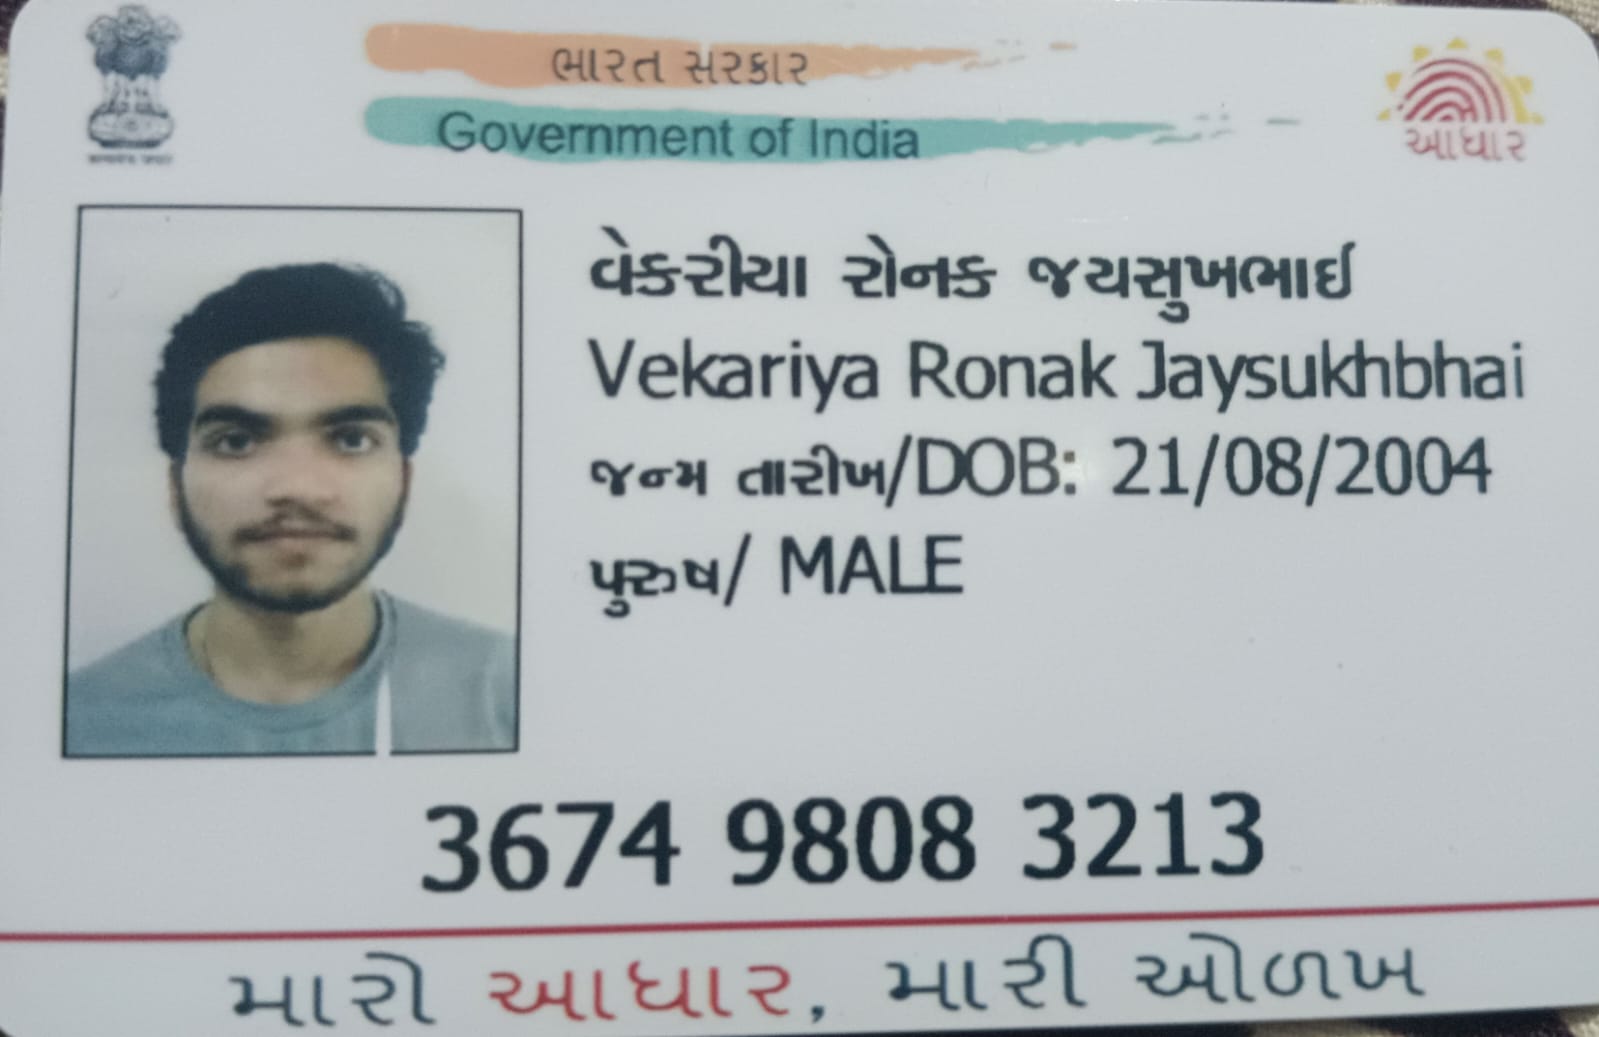 ભારત સરકાર
Government of India
આધાર
વેકરીયા રોનક જયસુખભાઈ
Vekariya Ronak Jaysukhbhai
જન્મ તારીખ/DOB: 21/08/2004
પુરુષ/ MALE
3674 9808 3213
મારો આધાર, મારી ઓળખ